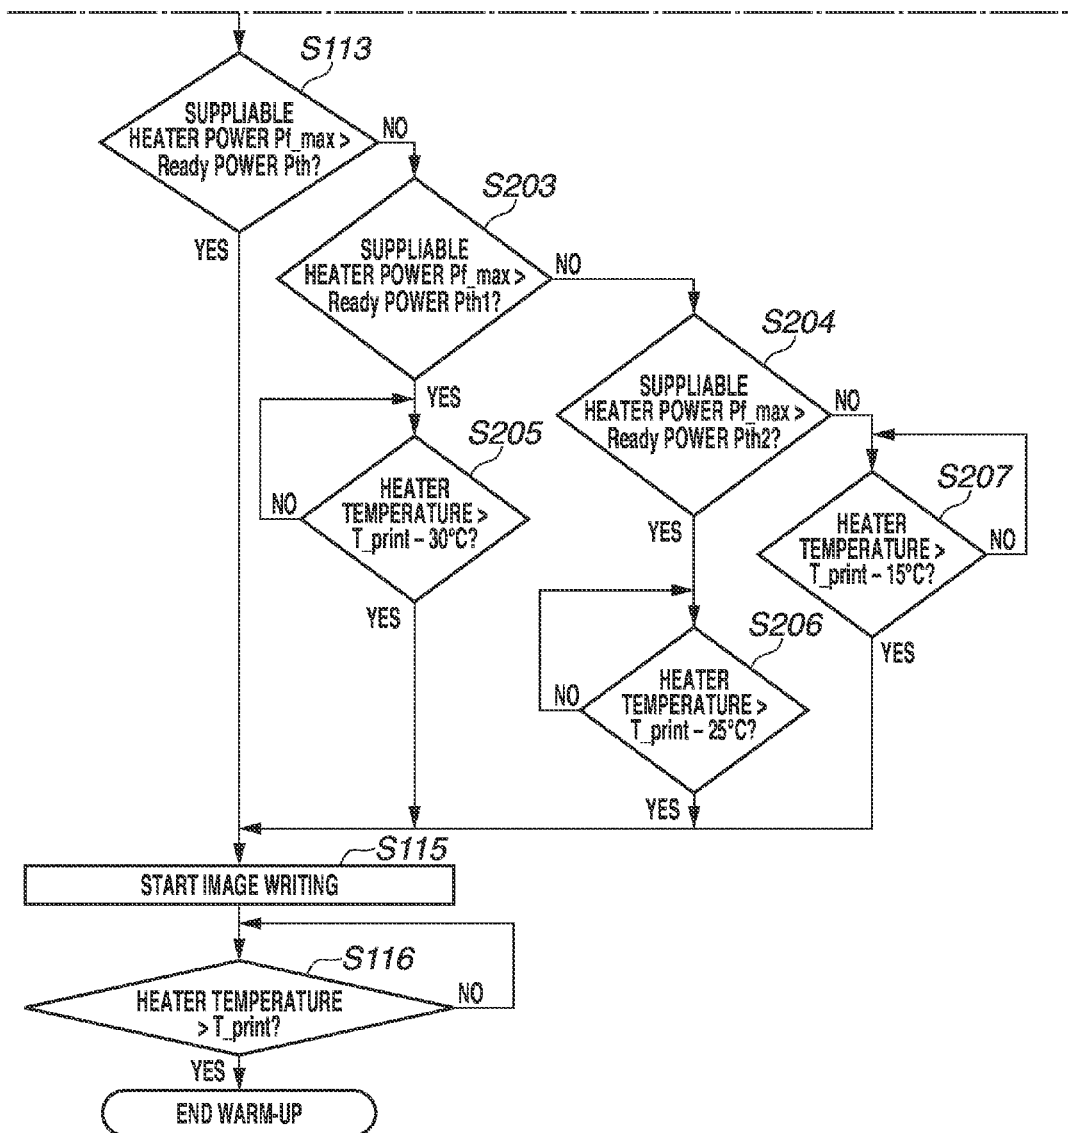 S113
SUPPLIABLE
HEATER POWER Pf_max >
Ready POWER Pth?
NO
YES
S203
SUPPLIABLE
HEATER POWER Pf_max >
Ready POWER Pth1?
NO
YES
S204
SUPPLIABLE
HEATER POWER Pf_max >
Ready POWER Pth2?
NO
YES
S205
HEATER
TEMPERATURE >
T_print – 30°C?
NO
YES
S207
HEATER
TEMPERATURE >
T_print – 15°C?
NO
YES
S206
HEATER
TEMPERATURE >
T_print – 25°C?
NO
YES
S115
START IMAGE WRITING
S116
HEATER TEMPERATURE
> T_print?
NO
YES
END WARM-UP